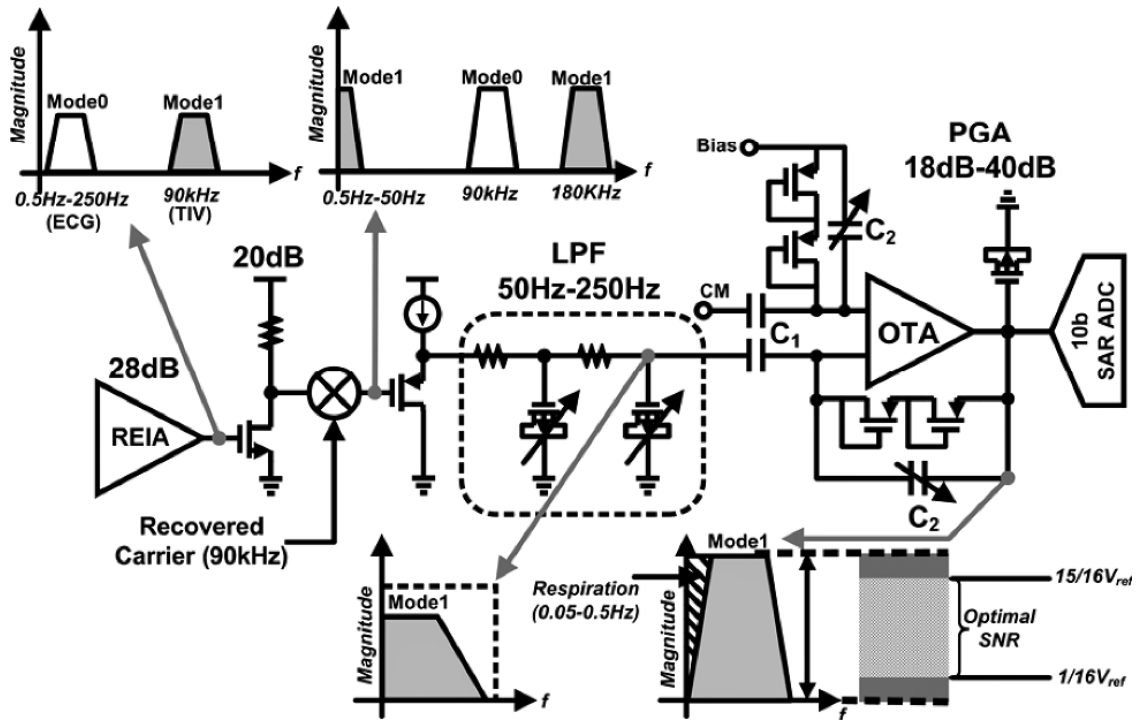 Magnitude
Mode0
Mode1
f
0.5Hz-250Hz
(ECG)
90kHz
(TIV)
Magnitude
Mode1
Mode0
Mode1
f
0.5Hz-50Hz
90kHz
180KHz
Bias
C2
PGA
18dB-40dB
20dB
LPF
50Hz-250Hz
CM
C1
OTA
10b
SAR ADC
28dB
REIA
C2
Recovered
Carrier (90kHz)
Magnitude
Mode1
f
Respiration
(0.05-0.5Hz)
Magnitude
Mode1
f
15/16Vref
Optimal
SNR
1/16Vref